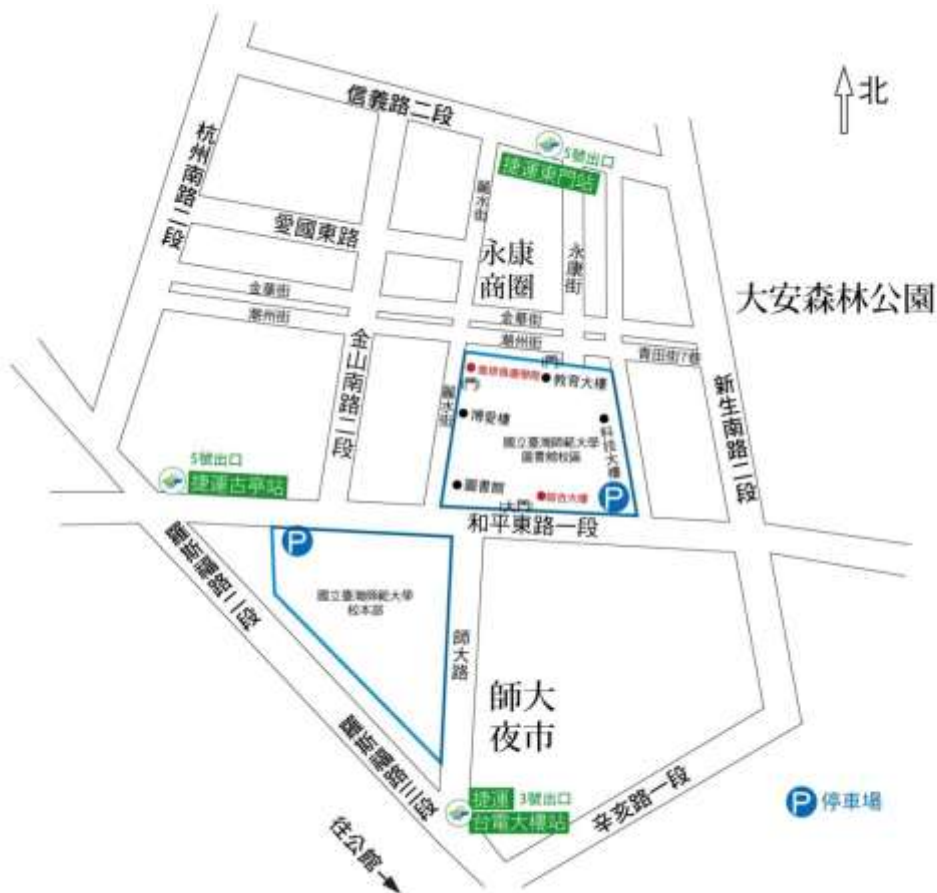 北
信義路二段
5號出口
捷運東門站
杭州南路二段
麗水街
愛國東路
永康
商圈
永康街
金華街
潮州街
金華街
潮州街
大安森林公園
青田街7巷
金山南路二段
麗水街
門
門
教育大樓
博愛樓
科技大樓
國立臺灣師範大學
圖書館校區
新生南路二段
5號出口
捷運古亭站
圖書館
大門
綜合大樓
P
和平東路一段
P
羅斯福路二段
國立臺灣師範大學
校本部
師大路
師大
夜市
羅斯福路三段
捷運 3號出口
台電大樓站
辛亥路一段
P 停車場
往公館